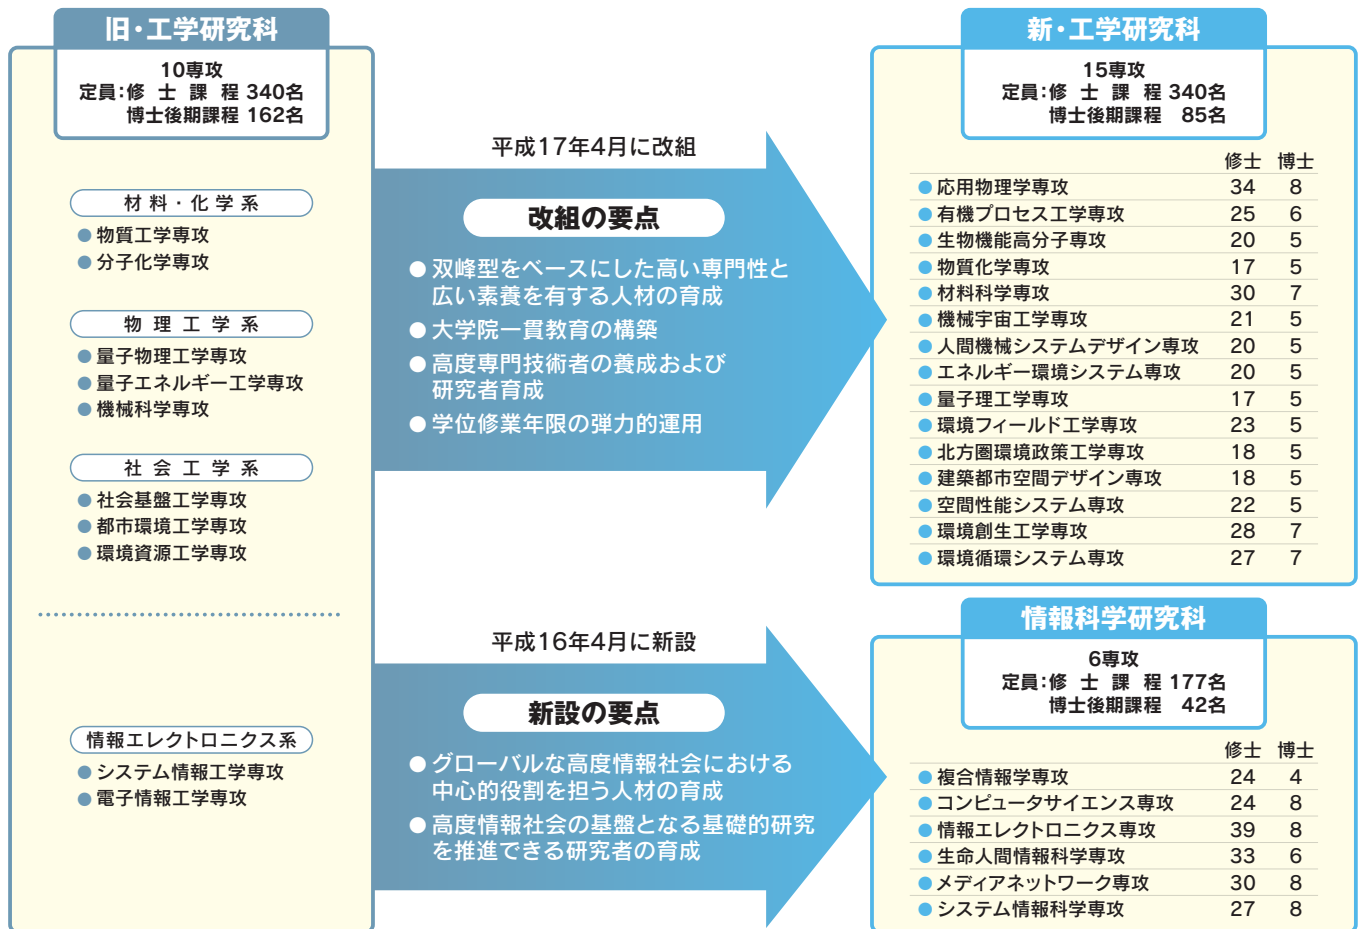 旧・工学研究科
10専攻
定員:修士課程 340名
博士後期課程 162名
材料・化学系
● 物質工学専攻
● 分子化学専攻
物理工学系
● 量子物理工学専攻
● 量子エネルギー工学専攻
● 機械科学専攻
社会工学系
● 社会基盤工学専攻
● 都市環境工学専攻
● 環境資源工学専攻
情報エレクトロニクス系
● システム情報工学専攻
● 電子情報工学専攻
平成17年4月に改組
改組の要点
● 双峰型をベースにした高い専門性と
広い素養を有する人材の育成
● 大学院一貫教育の構築
● 高度専門技術者の養成および
研究者育成
● 学位修業年限の弾力的運用
平成16年4月に新設
新設の要点
● グローバルな高度情報社会における
中心的役割を担う人材の育成
● 高度情報社会の基盤となる基礎的研究
を推進できる研究者の育成
新・工学研究科
15専攻
定員:修士課程 340名
博士後期課程 85名
修士 博士
● 応用物理学専攻 34 8
● 有機プロセス工学専攻 25 6
● 生物機能高分子専攻 20 5
● 物質化学専攻 17 5
● 材料科学専攻 30 7
● 機械宇宙工学専攻 21 5
● 人間機械システムデザイン専攻 20 5
● エネルギー環境システム専攻 20 5
● 量子理工学専攻 17 5
● 環境フィールド工学専攻 23 5
● 北方圏環境政策工学専攻 18 5
● 建築都市空間デザイン専攻 18 5
● 空間性能システム専攻 22 5
● 環境創生工学専攻 28 7
● 環境循環システム専攻 27 7
情報科学研究科
6専攻
定員:修士課程 177名
博士後期課程 42名
修士 博士
● 複合情報学専攻 24 4
● コンピュータサイエンス専攻 24 8
● 情報エレクトロニクス専攻 39 8
● 生命人間情報科学専攻 33 6
● メディアネットワーク専攻 30 8
● システム情報科学専攻 27 8